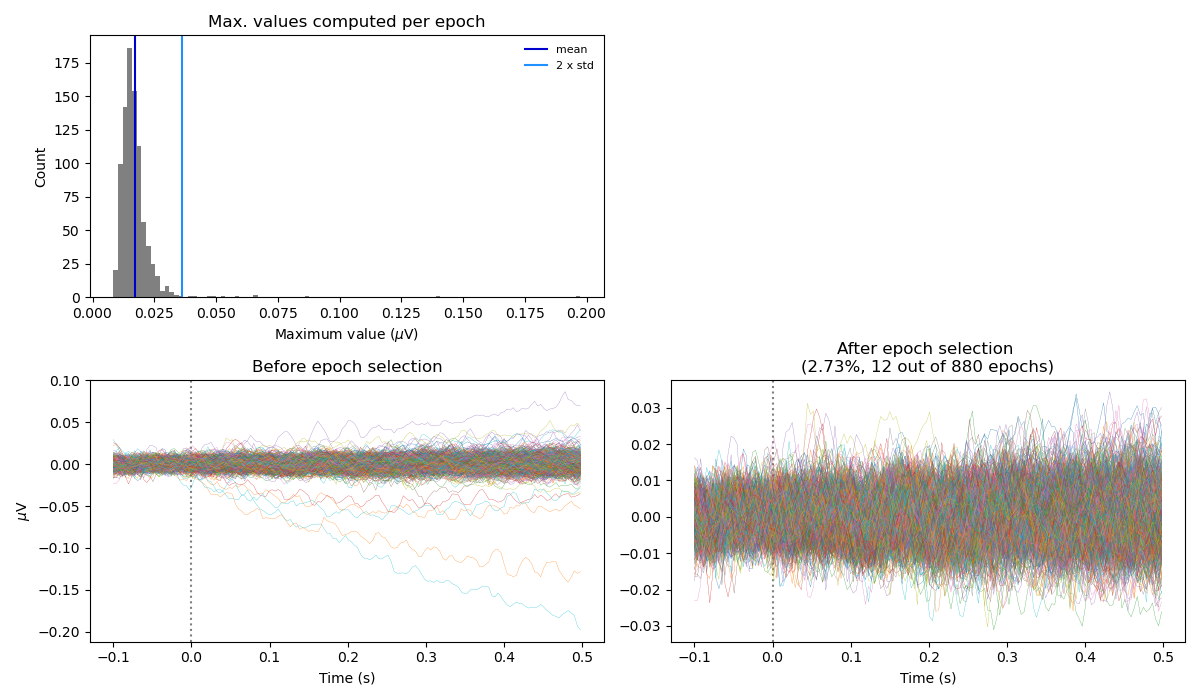 Max. values computed per epoch
175
150
125
100
75
50
25
0
Count
mean
2 x std
0.000 0.025 0.050 0.075 0.100 0.125 0.150 0.175 0.200
Maximum value (μV)
Before epoch selection
0.10
0.05
0.00
−0.05
−0.10
−0.15
−0.20
μV
−0.1 0.0 0.1 0.2 0.3 0.4 0.5
Time (s)
After epoch selection
(2.73%, 12 out of 880 epochs)
0.03
0.02
0.01
0.00
−0.01
−0.02
−0.03
−0.1 0.0 0.1 0.2 0.3 0.4 0.5
Time (s)